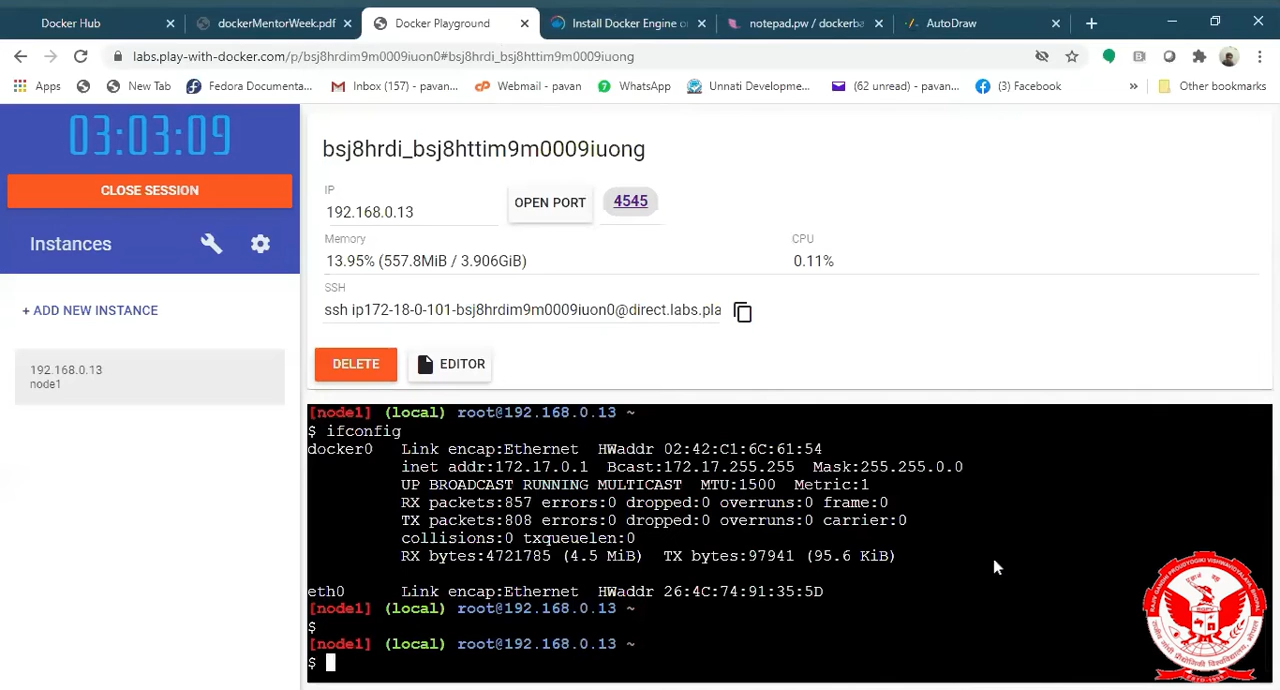 Docker Hub
dockerMentorWeek.pdf
Docker Playground
Install Docker Engine o
notepad.pw / dockerba
AutoDraw
labs.play-with-docker.com/p/bsj8hrdim9m0009iuon0#bsj8hrdi_bsj8httim9m0009iuong
Apps
New Tab
Fedora Documenta...
Inbox (157) - pavan...
Webmail - pavan
WhatsApp
Unnati Developme...
(62 unread) - pavan...
(3) Facebook
»
Other bookmarks
03:03:09
CLOSE SESSION
Instances
+ ADD NEW INSTANCE
192.168.0.13
node1
bsj8hrdi_bsj8httim9m0009iuong
IP
192.168.0.13
OPEN PORT
4545
Memory
13.95% (557.8MiB / 3.906GiB)
CPU
0.11%
SSH
ssh ip172-18-0-101-bsj8hrdim9m0009iuon0@direct.labs.pla
DELETE
EDITOR
[node1] (local) root@192.168.0.13 ~
$ ifconfig
docker0 Link encap:Ethernet HWaddr 02:42:C1:6C:61:54
inet addr:172.17.0.1 Bcast:172.17.255.255 Mask:255.255.0.0
UP BROADCAST RUNNING MULTICAST MTU:1500 Metric:1
RX packets:857 errors:0 dropped:0 overruns:0 frame:0
TX packets:808 errors:0 dropped:0 overruns:0 carrier:0
collisions:0 txqueuelen:0
RX bytes:4721785 (4.5 MiB) TX bytes:97941 (95.6 KiB)
eth0 Link encap:Ethernet HWaddr 26:4C:74:91:35:5D
[node1] (local) root@192.168.0.13 ~
$
[node1] (local) root@192.168.0.13 ~
$